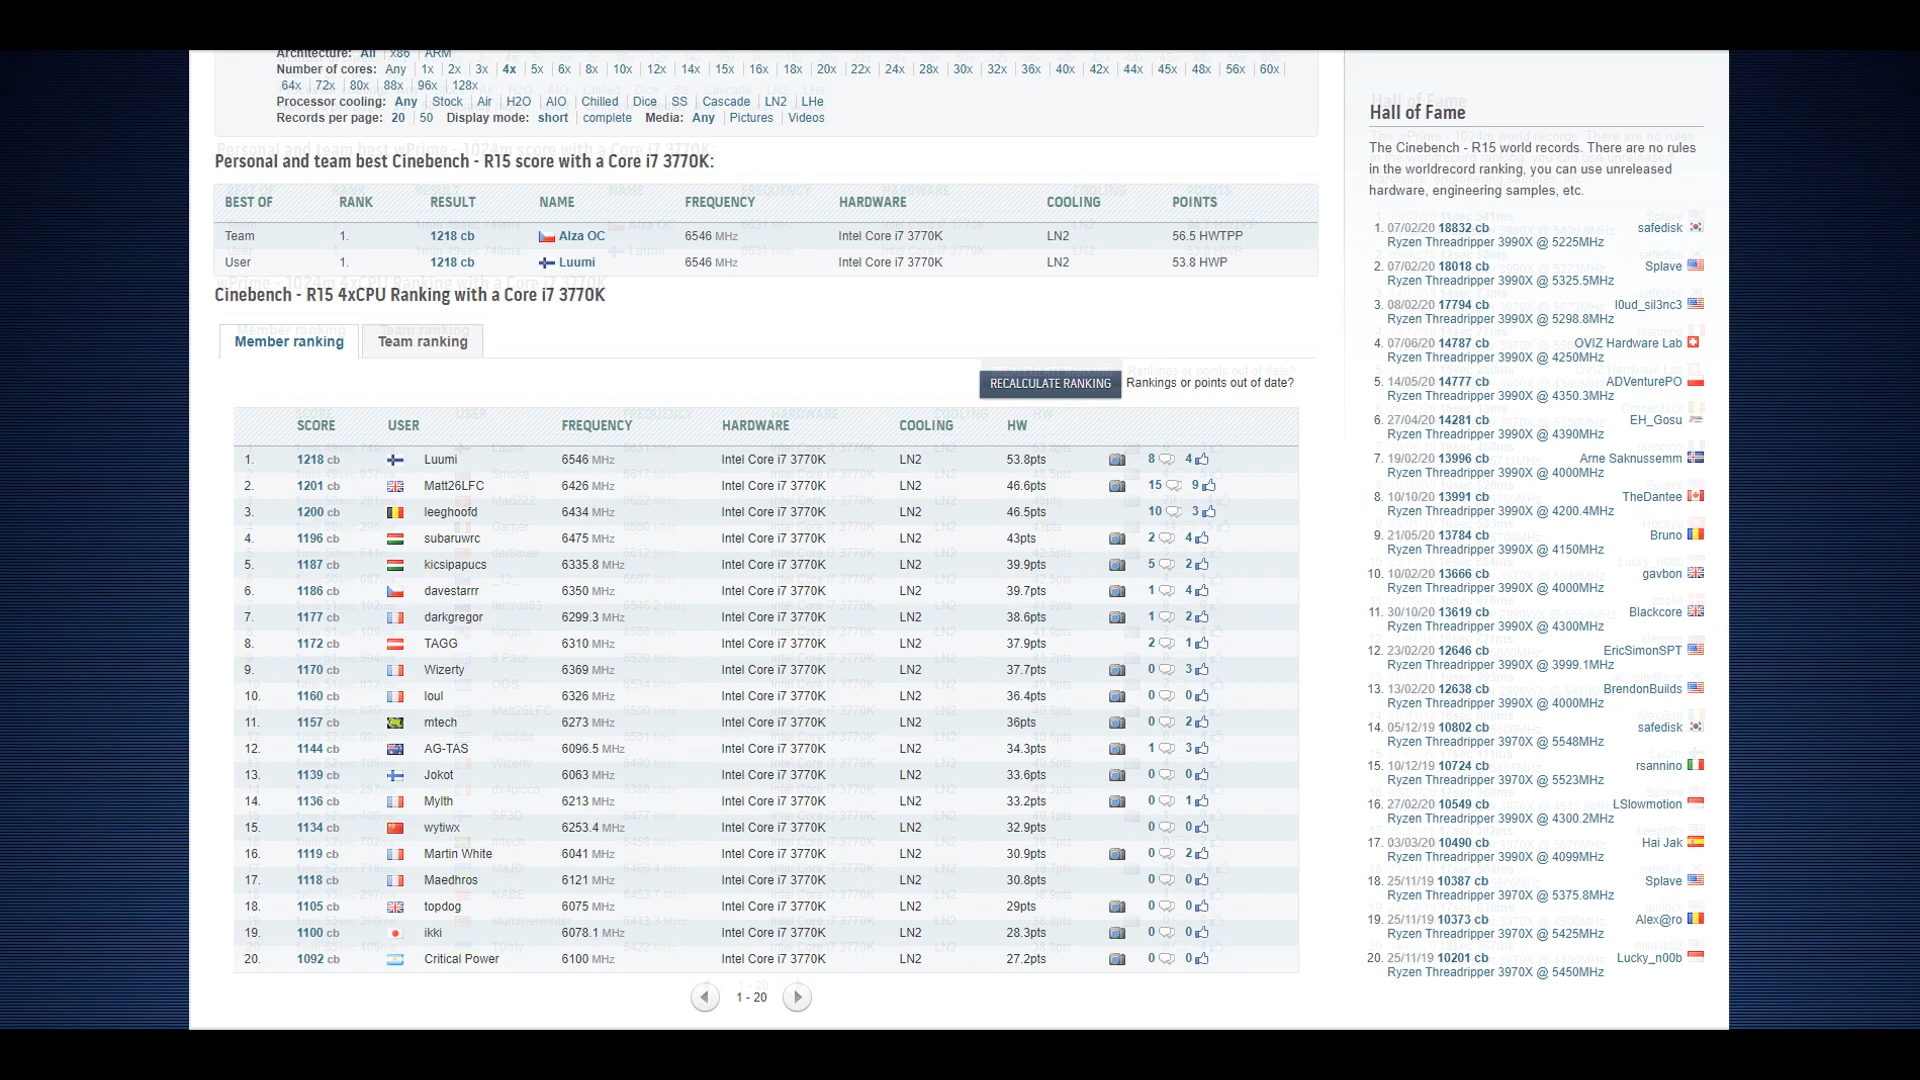 Architecture: All | x86 | ARM
Number of cores: Any | 1x | 2x | 3x | 4x | 5x | 6x | 8x | 10x | 12x | 14x | 15x | 16x | 18x | 20x | 22x | 24x | 28x | 30x | 32x | 36x | 40x | 42x | 44x | 45x | 48x | 56x | 60x |
64x | 72x | 80x | 88x | 96x | 128x
Processor cooling: Any | Stock | Air | H2O | AIO | Chilled | Dice | SS | Cascade | LN2 | LHe
Records per page: 20 | 50 Display mode: short | complete Media: Any | Pictures | Videos
Personal and team best Cinebench - R15 score with a Core i7 3770K:
BEST OF RANK RESULT NAME FREQUENCY HARDWARE COOLING POINTS
Team 1. 1218 cb Alza OC 6546 MHz Intel Core i7 3770K LN2 56.5 HWTPP
User 1. 1218 cb Luumi 6546 MHz Intel Core i7 3770K LN2 53.8 HWP
Cinebench - R15 4xCPU Ranking with a Core i7 3770K
Member ranking Team ranking
RECALCULATE RANKING Rankings or points out of date?
SCORE USER FREQUENCY HARDWARE COOLING HW
1. 1218 cb Luumi 6546 MHz Intel Core i7 3770K LN2 53.8pts 8 4
2. 1201 cb Matt26LFC 6426 MHz Intel Core i7 3770K LN2 46.6pts 15 9
3. 1200 cb leeghoofd 6434 MHz Intel Core i7 3770K LN2 46.5pts 10 3
4. 1196 cb subaruwrc 6475 MHz Intel Core i7 3770K LN2 43pts 2 4
5. 1187 cb kicsipapucs 6335.8 MHz Intel Core i7 3770K LN2 39.9pts 5 2
6. 1186 cb davestarrr 6350 MHz Intel Core i7 3770K LN2 39.7pts 1 4
7. 1177 cb darkgregor 6299.3 MHz Intel Core i7 3770K LN2 38.6pts 1 2
8. 1172 cb TAGG 6310 MHz Intel Core i7 3770K LN2 37.9pts 2 1
9. 1170 cb Wizerty 6369 MHz Intel Core i7 3770K LN2 37.7pts 0 3
10. 1160 cb loul 6326 MHz Intel Core i7 3770K LN2 36.4pts 0 0
11. 1157 cb mtech 6273 MHz Intel Core i7 3770K LN2 36pts 0 2
12. 1144 cb AG-TAS 6096.5 MHz Intel Core i7 3770K LN2 34.3pts 1 3
13. 1139 cb Jokot 6063 MHz Intel Core i7 3770K LN2 33.6pts 0 0
14. 1136 cb Mylth 6213 MHz Intel Core i7 3770K LN2 33.2pts 0 1
15. 1134 cb wytiwx 6253.4 MHz Intel Core i7 3770K LN2 32.9pts 0 0
16. 1119 cb Martin White 6041 MHz Intel Core i7 3770K LN2 30.9pts 0 2
17. 1118 cb Maedhros 6121 MHz Intel Core i7 3770K LN2 30.8pts 0 0
18. 1105 cb topdog 6075 MHz Intel Core i7 3770K LN2 29pts 0 0
19. 1100 cb ikki 6078.1 MHz Intel Core i7 3770K LN2 28.3pts 0 0
20. 1092 cb Critical Power 6100 MHz Intel Core i7 3770K LN2 27.2pts 0 0
1 - 20
Hall of Fame
The Cinebench - R15 world records. There are no rules
in the worldrecord ranking, you can use unreleased
hardware, engineering samples, etc.
1. 07/02/20 18832 cb safedisk
Ryzen Threadripper 3990X @ 5225MHz
2. 07/02/20 18018 cb Splave
Ryzen Threadripper 3990X @ 5325.5MHz
3. 08/02/20 17794 cb l0ud_sil3nc3
Ryzen Threadripper 3990X @ 5298.8MHz
4. 07/06/20 14787 cb OVIZ Hardware Lab
Ryzen Threadripper 3990X @ 4250MHz
5. 14/05/20 14777 cb ADVenturePO
Ryzen Threadripper 3990X @ 4350.3MHz
6. 27/04/20 14281 cb EH_Gosu
Ryzen Threadripper 3990X @ 4390MHz
7. 19/02/20 13996 cb Arne Saknussemm
Ryzen Threadripper 3990X @ 4000MHz
8. 10/10/20 13991 cb TheDantee
Ryzen Threadripper 3990X @ 4200.4MHz
9. 21/05/20 13784 cb Bruno
Ryzen Threadripper 3990X @ 4150MHz
10. 10/02/20 13666 cb gavbon
Ryzen Threadripper 3990X @ 4000MHz
11. 30/10/20 13619 cb Blackcore
Ryzen Threadripper 3990X @ 4300MHz
12. 23/02/20 12646 cb EricSimonSPT
Ryzen Threadripper 3990X @ 3999.1MHz
13. 13/02/20 12638 cb BrendonBuilds
Ryzen Threadripper 3990X @ 4000MHz
14. 05/12/19 10802 cb safedisk
Ryzen Threadripper 3970X @ 5548MHz
15. 10/12/19 10724 cb rsannino
Ryzen Threadripper 3970X @ 5523MHz
16. 27/02/20 10549 cb LSlowmotion
Ryzen Threadripper 3990X @ 4300.2MHz
17. 03/03/20 10490 cb Hai Jak
Ryzen Threadripper 3990X @ 4099MHz
18. 25/11/19 10387 cb Splave
Ryzen Threadripper 3970X @ 5375.8MHz
19. 25/11/19 10373 cb Alex@ro
Ryzen Threadripper 3970X @ 5425MHz
20. 25/11/19 10201 cb Lucky_n00b
Ryzen Threadripper 3970X @ 5450MHz